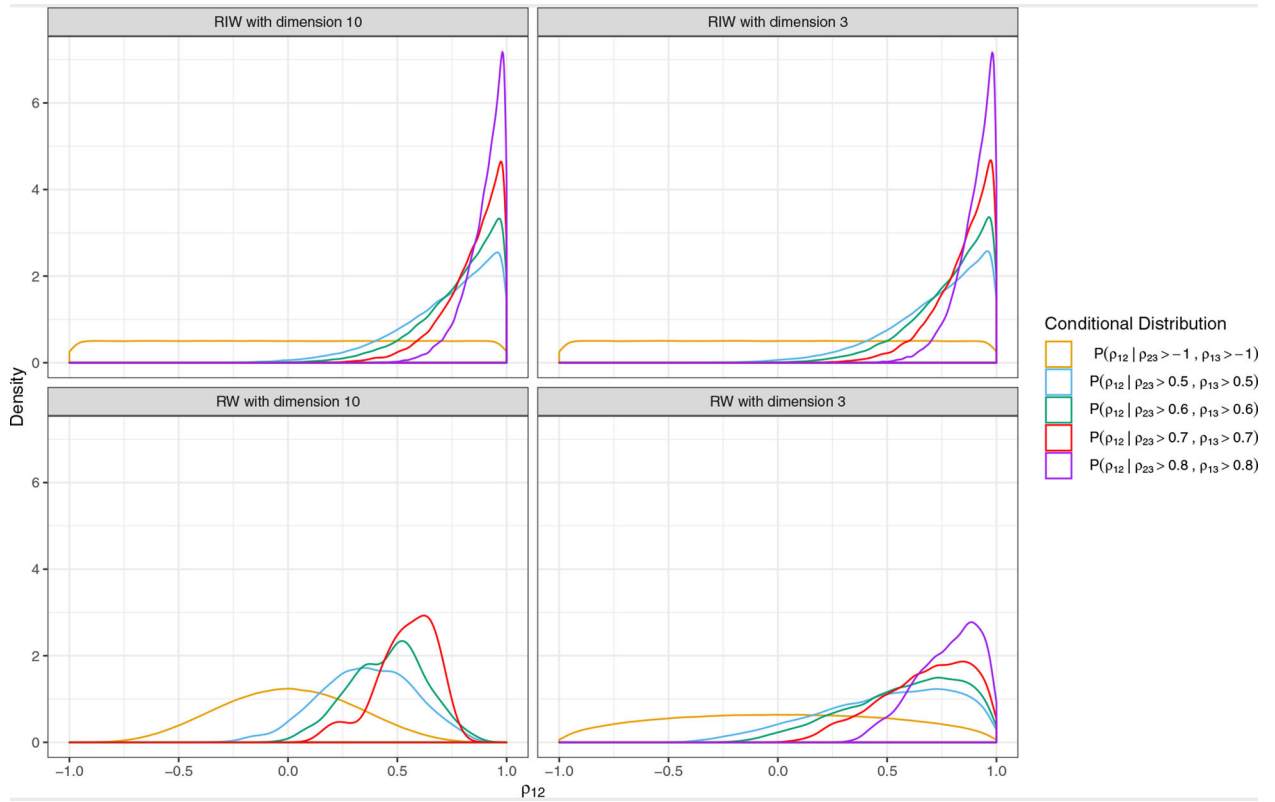 RIW with dimension 10
RIW with dimension 3
6
4
2
0
RW with dimension 10
RW with dimension 3
6
4
2
0
Density
−1.0 −0.5 0.0 0.5 1.0
−1.0 −0.5 0.0 0.5 1.0
ρ₁₂
Conditional Distribution
P(ρ₁₂ | ρ₂₃ > −1 , ρ₁₃ > −1)
P(ρ₁₂ | ρ₂₃ > 0.5 , ρ₁₃ > 0.5)
P(ρ₁₂ | ρ₂₃ > 0.6 , ρ₁₃ > 0.6)
P(ρ₁₂ | ρ₂₃ > 0.7 , ρ₁₃ > 0.7)
P(ρ₁₂ | ρ₂₃ > 0.8 , ρ₁₃ > 0.8)